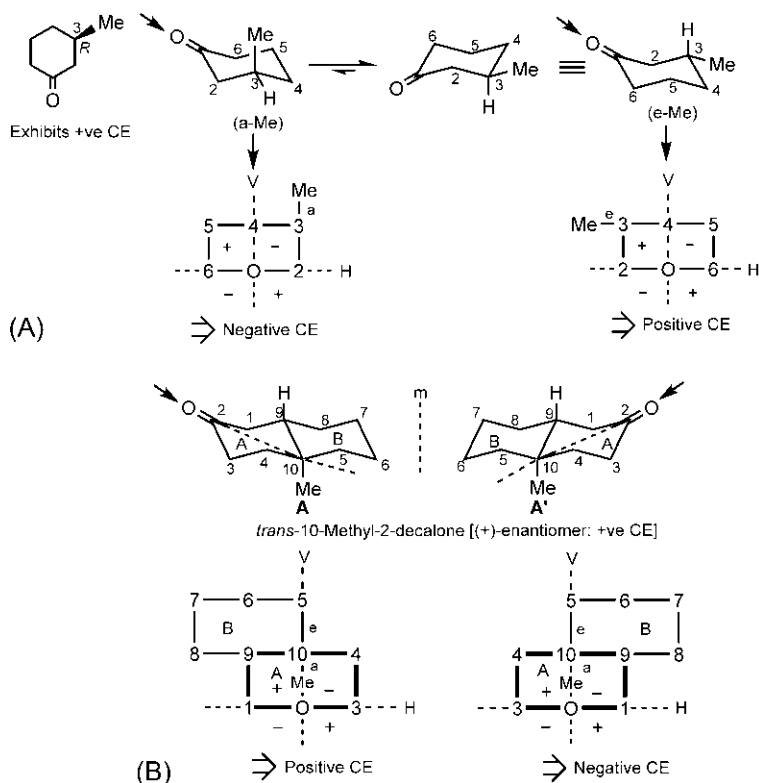 3 Me
R
O
Exhibits +ve CE
O Me
6 5
2 3 4
H
(a-Me)
6 4
5
2 3 Me
O
O 2 H
3 Me
6 5 4
(e-Me)
V
Me
a
5 4 3
+ −
6 O 2 H
− +
⇒ Negative CE
V
Me e 3 4 5
+ −
2 O 6 H
− +
⇒ Positive CE
(A)
O 2 1 H 9 8 7
A B
3 4 10 5 6
Me
A
m
7 8 H 9 1 2 O
B A
6 5 10 4 3
Me
A'
trans-10-Methyl-2-decalone [(+)-enantiomer: +ve CE]
V
7 6 5
B e
8 9 10 4
A a
Me
+ −
1 O 3 H
− +
⇒ Positive CE
V
5 6 7
e B
4 10 9 8
A a
Me
+ −
3 O 1 H
− +
⇒ Negative CE
(B)